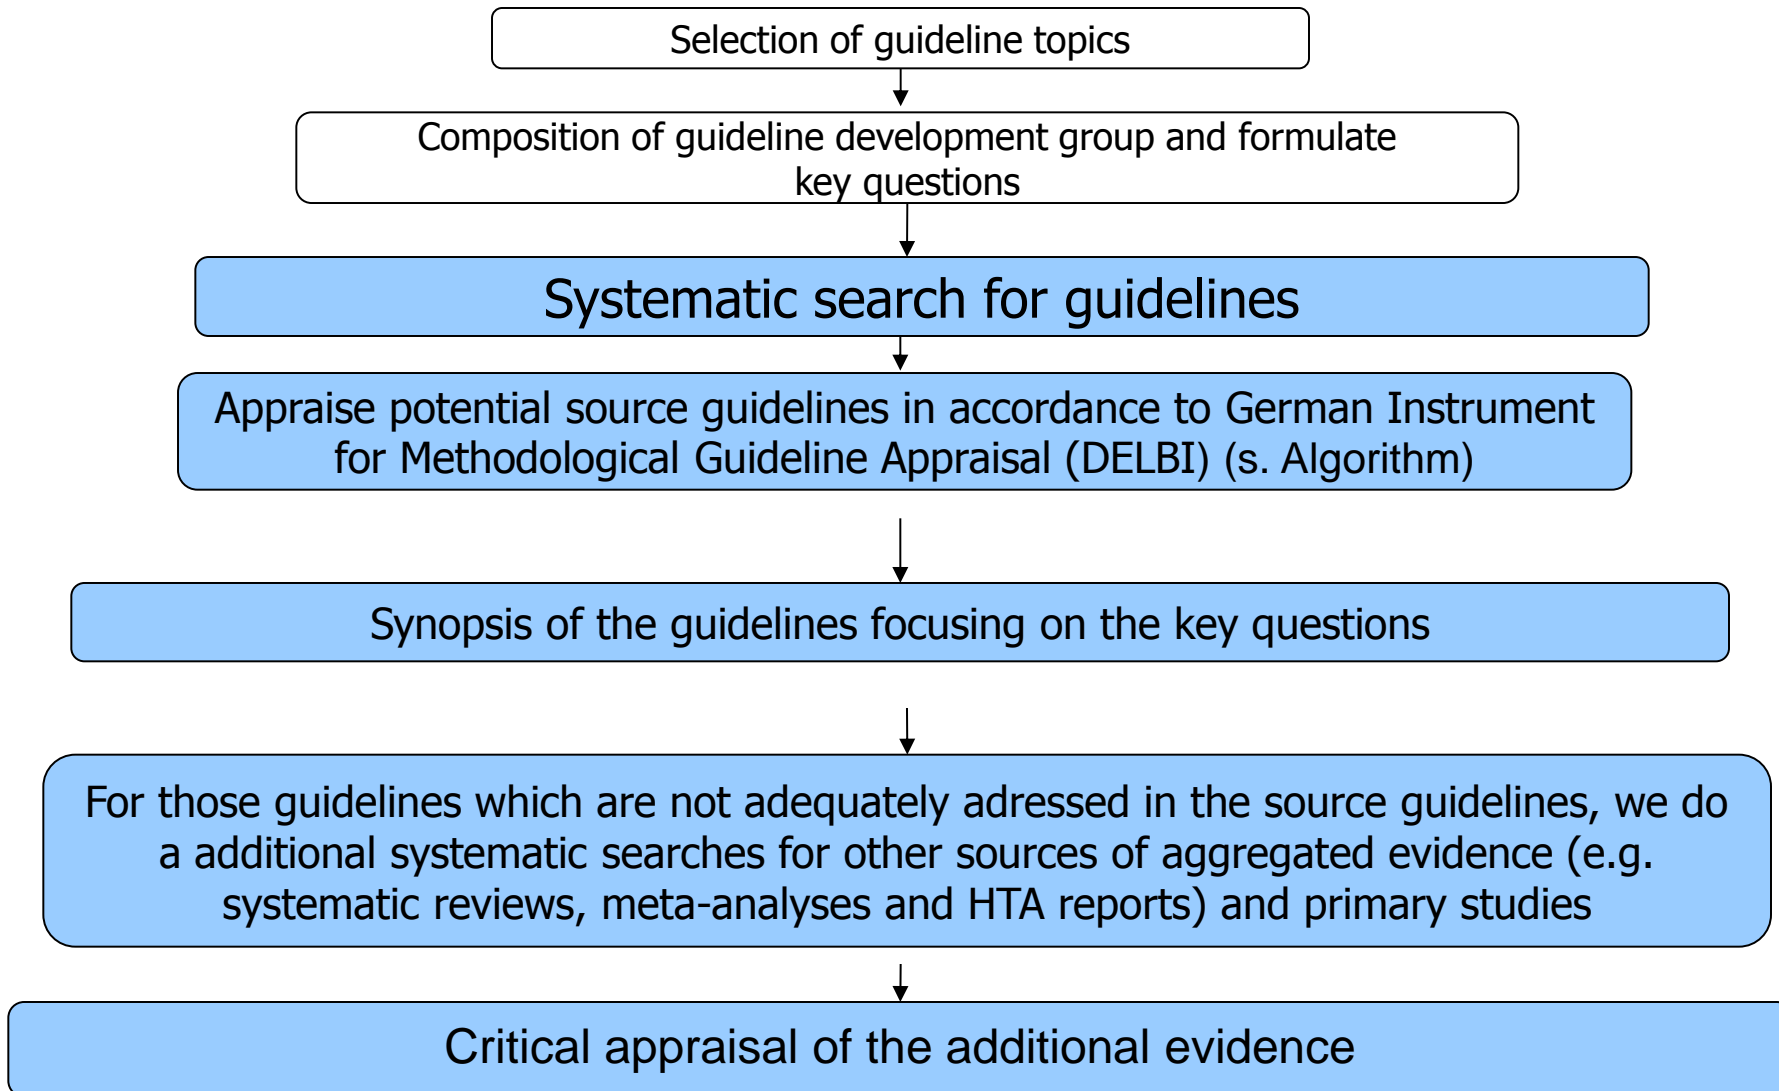 Selection of guideline topics
Composition of guideline development group and formulate
key questions
Systematic search for guidelines
Appraise potential source guidelines in accordance to German Instrument
for Methodological Guideline Appraisal (DELBI) (s. Algorithm)
Synopsis of the guidelines focusing on the key questions
For those guidelines which are not adequately adressed in the source guidelines, we do
a additional systematic searches for other sources of aggregated evidence (e.g.
systematic reviews, meta-analyses and HTA reports) and primary studies
Critical appraisal of the additional evidence